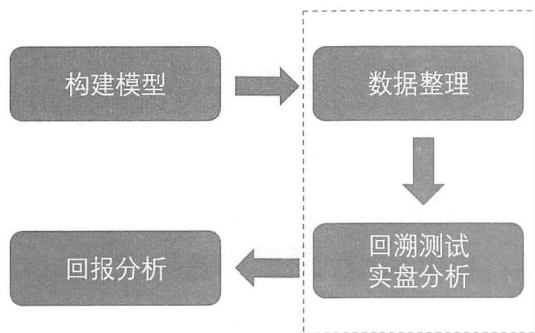 构建模型
数据整理
回溯测试
实盘分析
回报分析